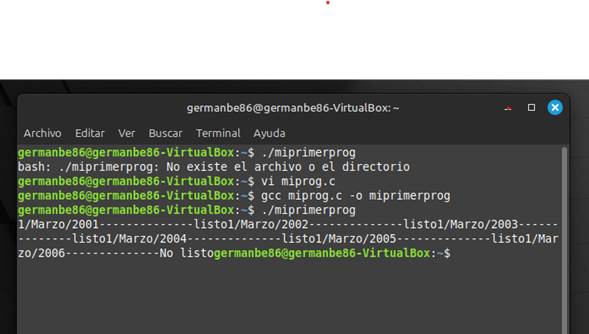 germanbe86@germanbe86-VirtualBox: ~
Archivo Editar Ver Buscar Terminal Ayuda
germanbe86@germanbe86-VirtualBox:~$ ./miprimerprog
bash: ./miprimerprog: No existe el archivo o el directorio
germanbe86@germanbe86-VirtualBox:~$ vi miprog.c
germanbe86@germanbe86-VirtualBox:~$ gcc miprog.c -o miprimerprog
germanbe86@germanbe86-VirtualBox:~$ ./miprimerprog
1/Marzo/2001--------------listo1/Marzo/2002--------------listo1/Marzo/2003------
--------listo1/Marzo/2004--------------listo1/Marzo/2005--------------listo1/Mar
zo/2006--------------No listogermanbe86@germanbe86-VirtualBox:~$